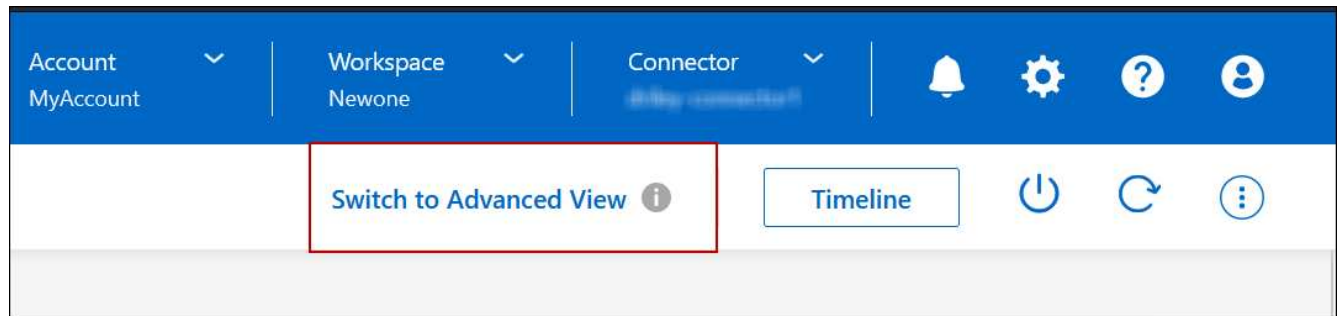 Account
MyAccount
Workspace
Newone
Connector
Switch to Advanced View
Timeline